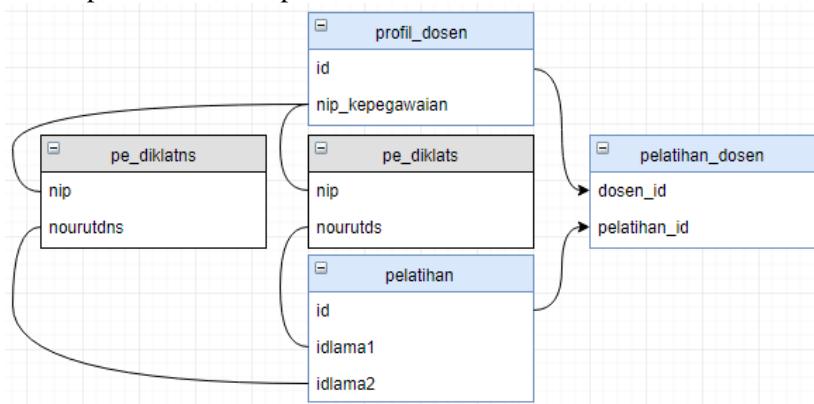 profil_dosen
id
nip_kepegawaian
pe_diklatns
nip
nourutdns
pe_diklats
nip
nourutds
pelatihan_dosen
dosen_id
pelatihan_id
pelatihan
id
idlama1
idlama2